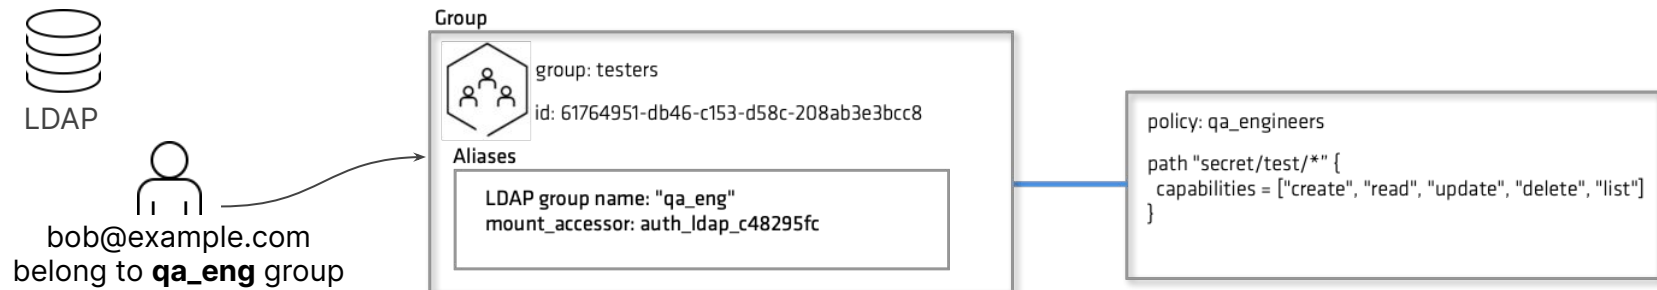 LDAP
bob@example.com
belong to qa_eng group
Group
group: testers
id: 61764951-db46-c153-d58c-208ab3e3bcc8
Aliases
LDAP group name: "qa_eng"
mount_accessor: auth_ldap_c48295fc
policy: qa_engineers
path "secret/test/*" {
capabilities = ["create", "read", "update", "delete", "list"]
}